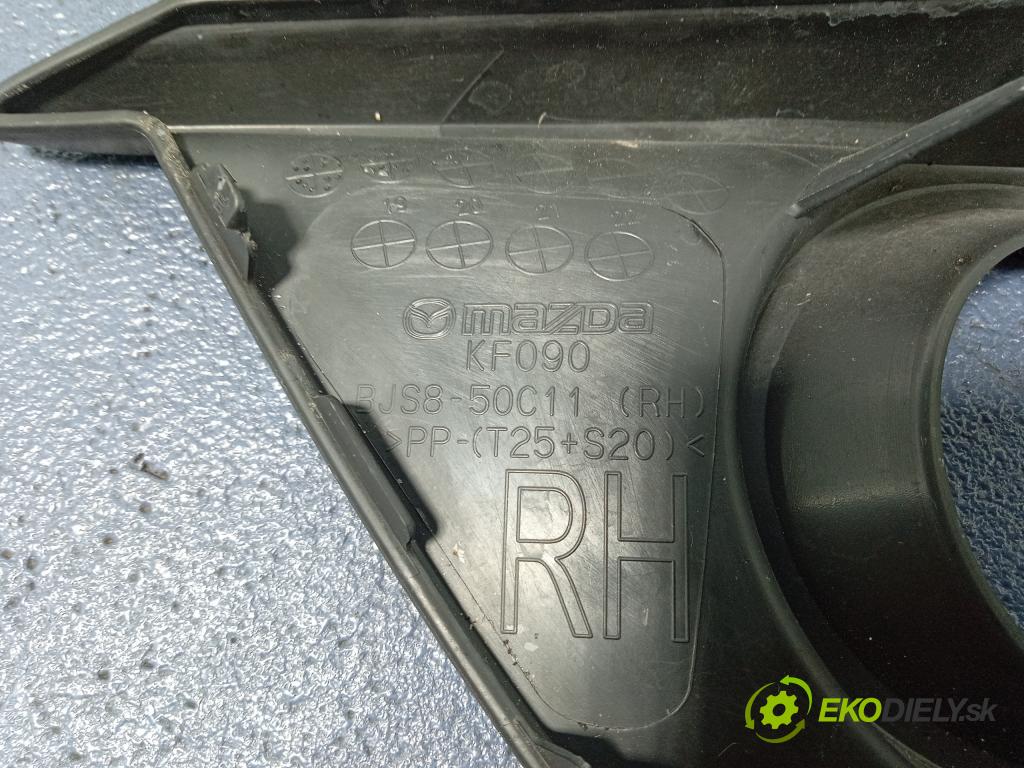 19 20 21 22
mazda
KF090
BJS8-50C11 (RH)
>PP-(T25+S20)<
RH
EKODIELY.sk